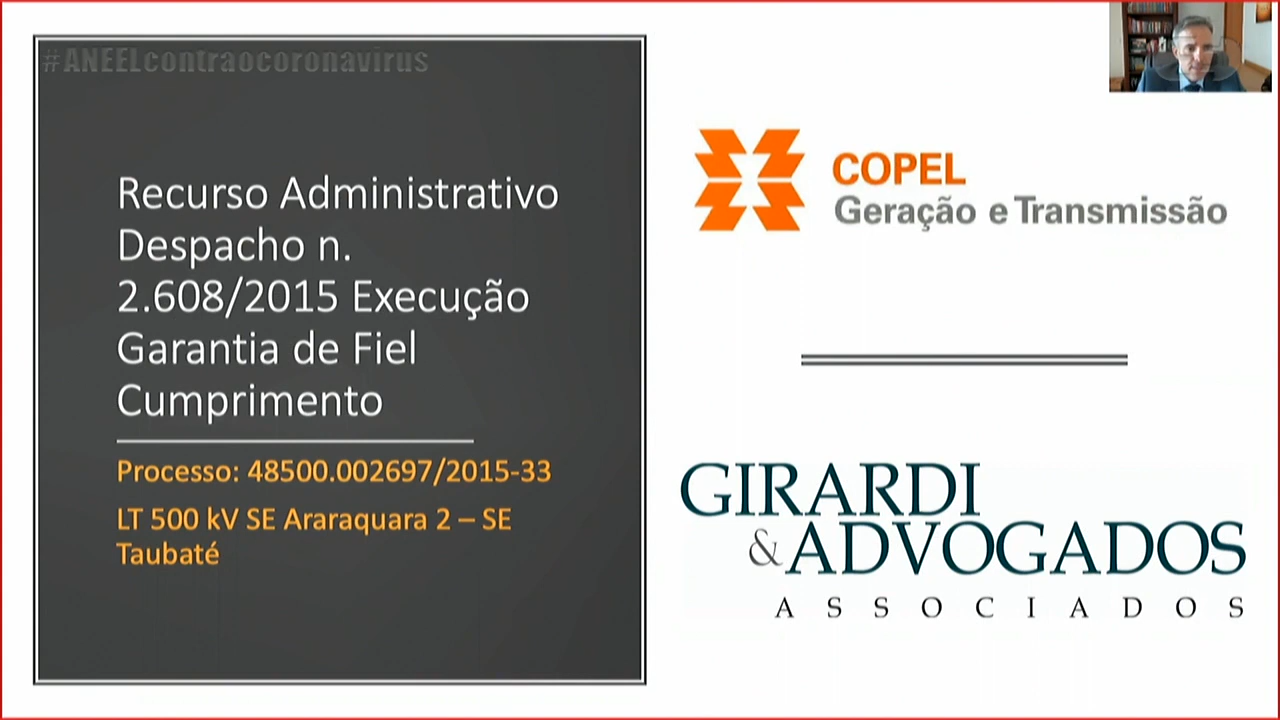 #ANEELcontraocoronavirus
Recurso Administrativo
Despacho n.
2.608/2015 Execução
Garantia de Fiel
Cumprimento
Processo: 48500.002697/2015-33
LT 500 kV SE Araraquara 2 – SE
Taubaté
COPEL
Geração e Transmissão
GIRARDI
&ADVOGADOS
ASSOCIADOS